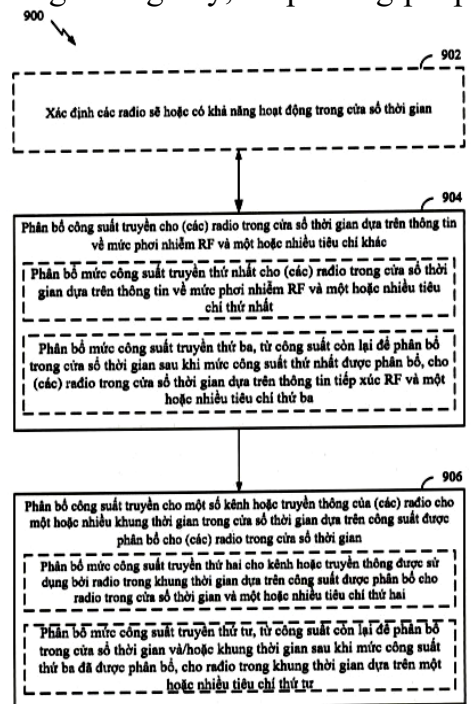 900
902
Xác định các radio sẽ hoặc có khả năng hoạt động trong cửa sổ thời gian
904
Phân bổ công suất truyền cho (các) radio trong cửa sổ thời gian dựa trên thông tin
về mức phơi nhiễm RF và một hoặc nhiều tiêu chí khác
Phân bổ mức công suất truyền thứ nhất cho (các) radio trong cửa sổ thời
gian dựa trên thông tin về mức phơi nhiễm RF và một hoặc nhiều tiêu
chí thứ nhất
Phân bổ mức công suất truyền thứ ba, từ công suất còn lại để phân bổ
trong cửa sổ thời gian sau khi mức công suất thứ nhất được phân bổ, cho
(các) radio trong cửa sổ thời gian dựa trên thông tin tiếp xúc RF và một
hoặc nhiều tiêu chí thứ ba
906
Phân bổ công suất truyền cho một số kênh hoặc truyền thông của (các) radio cho
một hoặc nhiều khung thời gian trong cửa sổ thời gian dựa trên công suất được
phân bổ cho (các) radio trong cửa sổ thời gian
Phân bổ mức công suất truyền thứ hai cho kênh hoặc truyền thông được sử
dụng bởi radio trong khung thời gian dựa trên công suất được phân bổ cho
radio trong cửa sổ thời gian và một hoặc nhiều tiêu chí thứ hai
Phân bổ mức công suất truyền thứ tư, từ công suất còn lại để phân bổ
trong cửa sổ thời gian và/hoặc khung thời gian sau khi mức công suất
thứ ba đã được phân bổ, cho radio trong khung thời gian dựa trên một
hoặc nhiều tiêu chí thứ tư